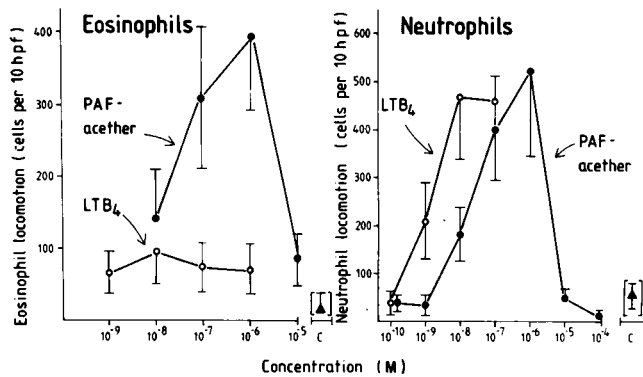 Eosinophils
Eosinophil locomotion (cells per 10 hpf)
400
300
200
100
PAF-
acether
LTB₄
10⁻⁹ 10⁻⁸ 10⁻⁷ 10⁻⁶ 10⁻⁵ C
Neutrophils
Neutrophil locomotion (cells per 10 hpf)
600
500
400
300
200
100
LTB₄
PAF-
acether
10⁻¹⁰ 10⁻⁹ 10⁻⁸ 10⁻⁷ 10⁻⁶ 10⁻⁵ 10⁻⁴ C
Concentration (M)